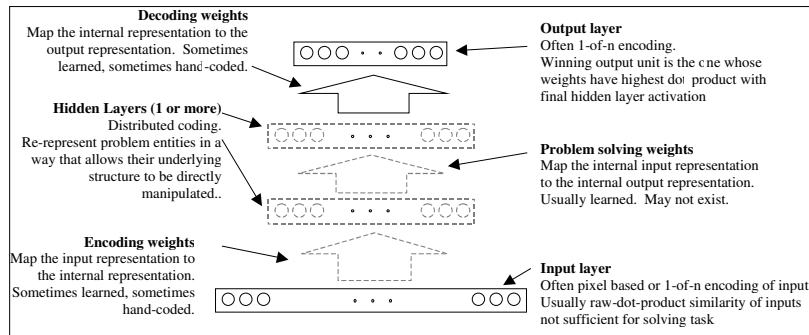 Decoding weights
Map the internal representation to the
output representation.  Sometimes
learned, sometimes hand-coded.
Output layer
Often 1-of-n encoding.
Winning output unit is the one whose
weights have highest dot product with
final hidden layer activation
Hidden Layers (1 or more)
Distributed coding.
Re-represent problem entities in a
way that allows their underlying
structure to be directly
manipulated..
Problem solving weights
Map the internal input representation
to the internal output representation.
Usually learned.  May not exist.
Encoding weights
Map the input representation to
the internal representation.
Sometimes learned, sometimes
hand-coded.
Input layer
Often pixel based or 1-of-n encoding of input
Usually raw-dot-product similarity of inputs
not sufficient for solving task